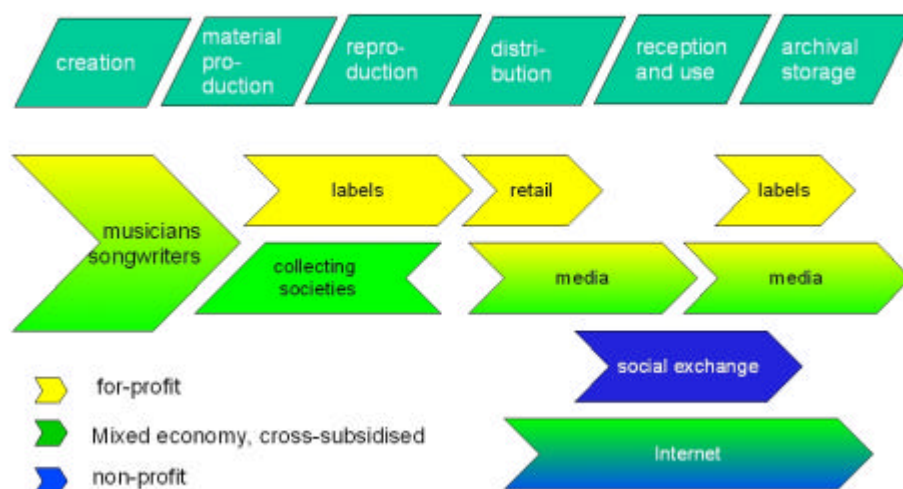 creation
material
pro-
duction
repro-
duction
distri-
bution
reception
and use
archival
storage
labels
retail
labels
musicians
songwriters
collecting
societies
media
media
social exchange
for-profit
Mixed economy, cross-subsidised
Internet
non-profit